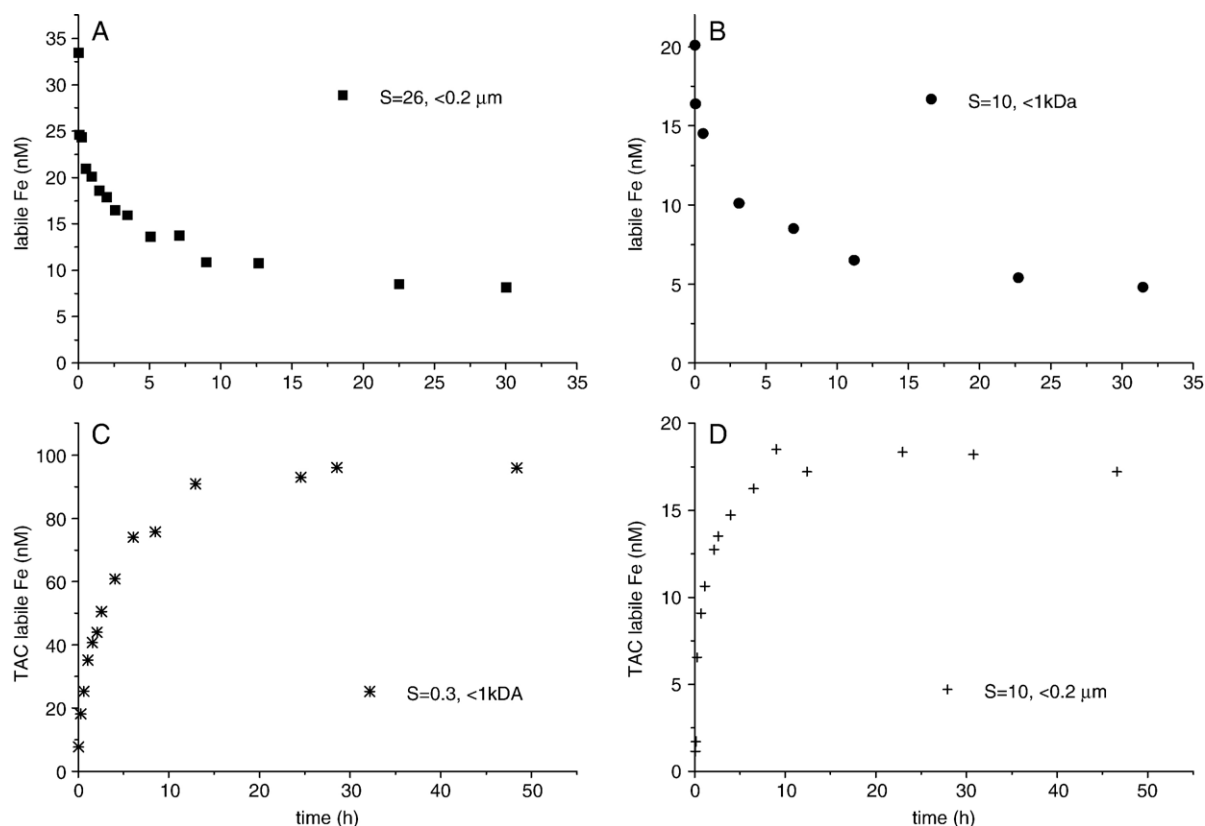 A
35
30
25
20
15
10
5
0
labile Fe (nM)
S=26, <0.2 μm
0 5 10 15 20 25 30 35
B
20
15
10
5
0
labile Fe (nM)
S=10, <1kDa
0 5 10 15 20 25 30 35
C
100
80
60
40
20
0
TAC labile Fe (nM)
S=0.3, <1kDA
0 10 20 30 40 50
time (h)
D
20
15
10
5
0
TAC labile Fe (nM)
S=10, <0.2 μm
0 10 20 30 40 50
time (h)